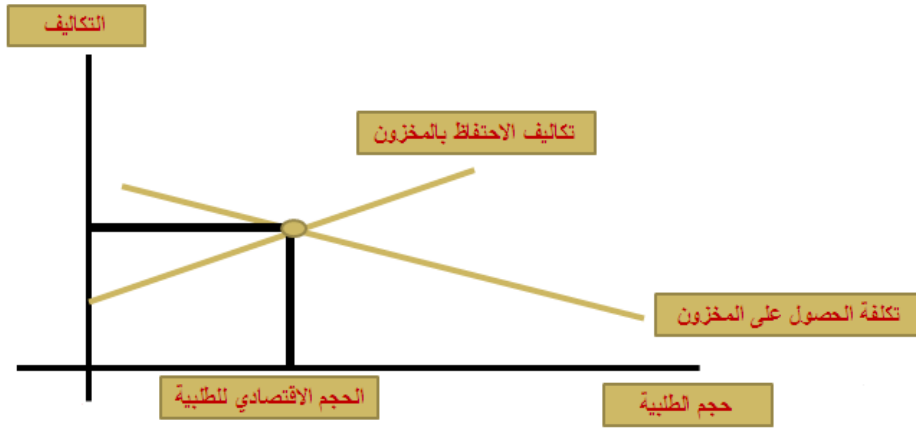 التكاليف
تكاليف الاحتفاظ بالمخزون
تكلفة الحصول على المخزون
الحجم الاقتصادي للطلبية
حجم الطلبية